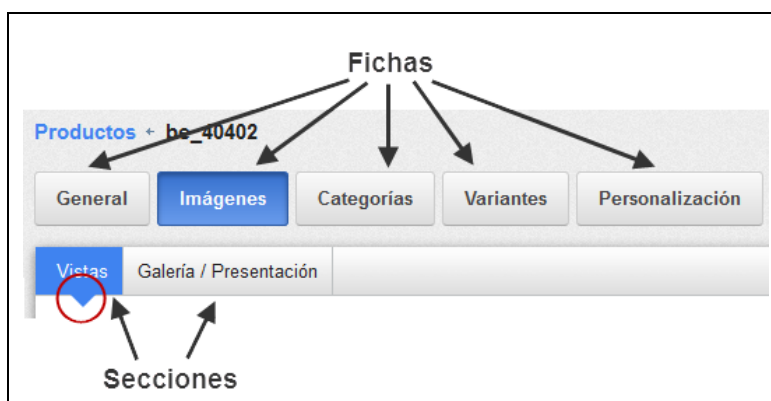 Fichas
Productos ← be_40402
General Imágenes Categorías Variantes Personalización
Vistas Galería / Presentación
Secciones